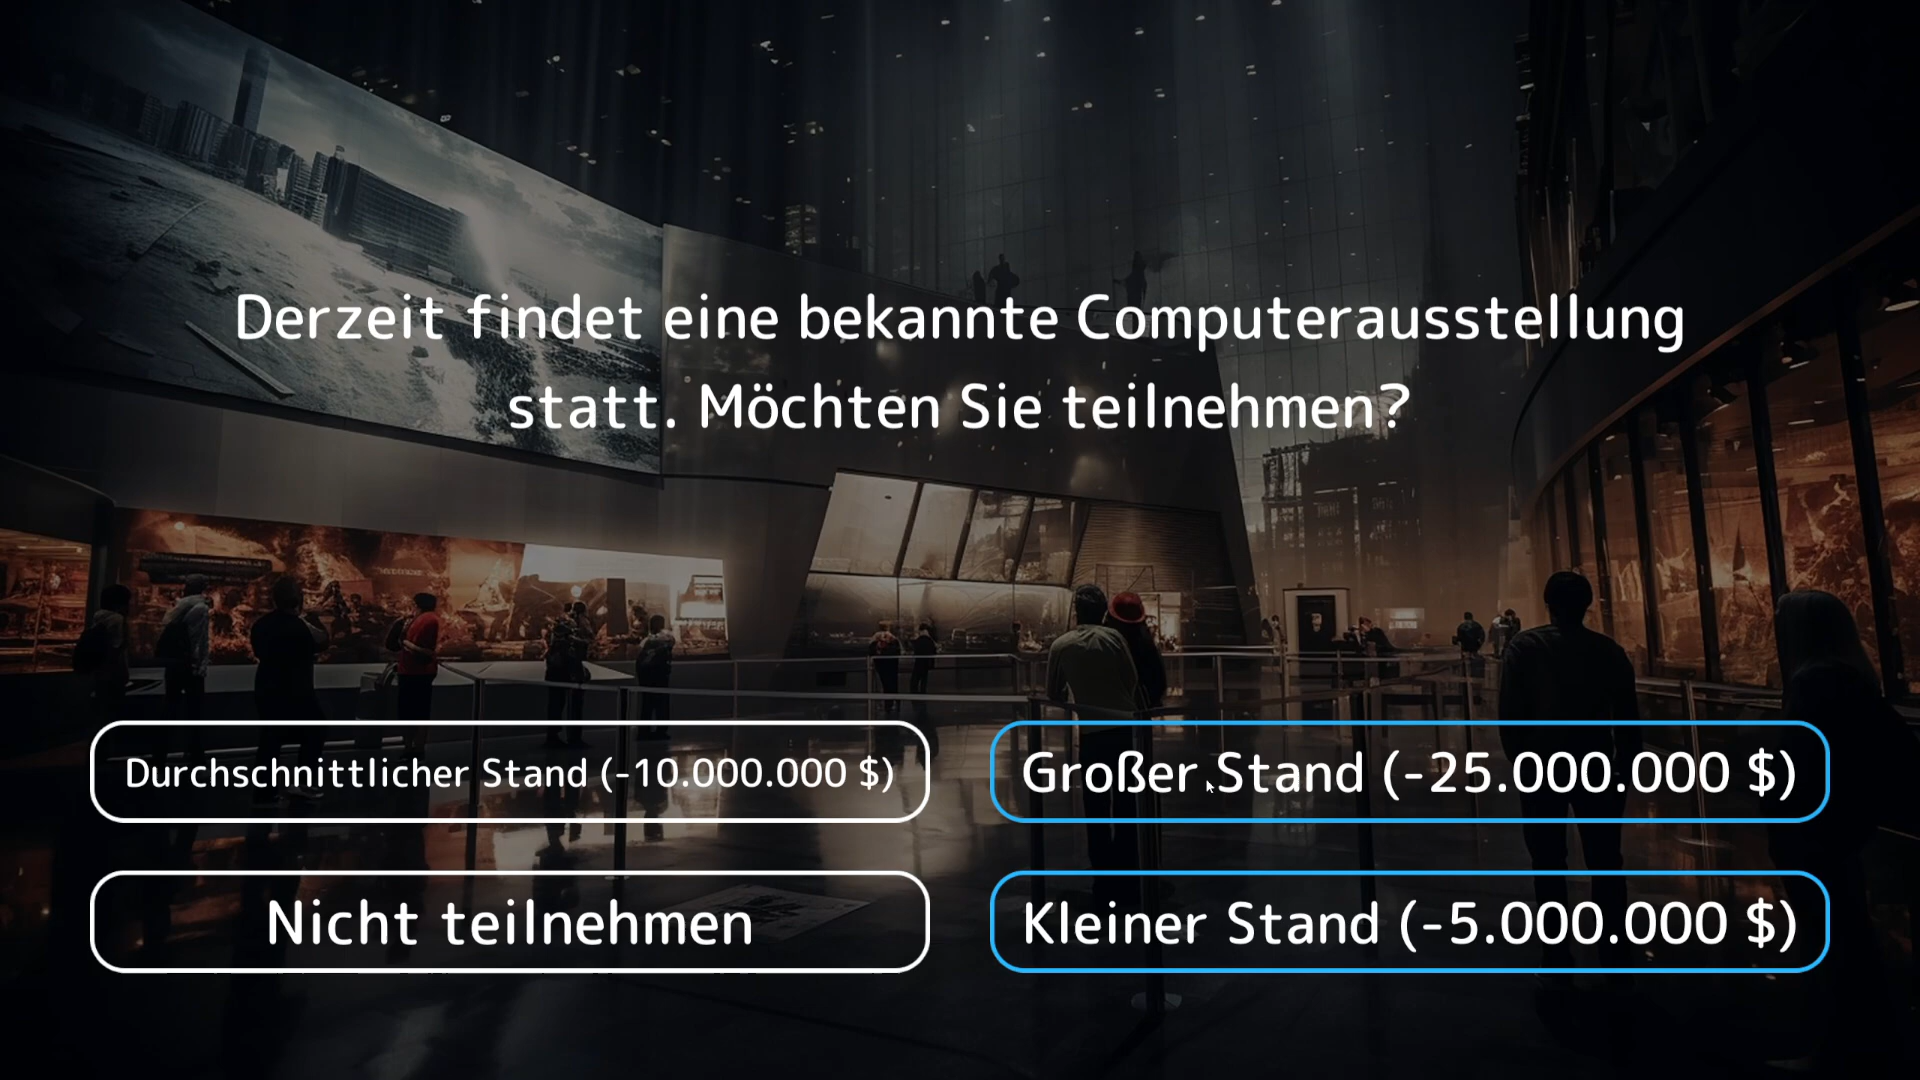 Derzeit findet eine bekannte Computerausstellung
statt. Möchten Sie teilnehmen?
Durchschnittlicher Stand (-10.000.000 $)
Großer Stand (-25.000.000 $)
Nicht teilnehmen
Kleiner Stand (-5.000.000 $)